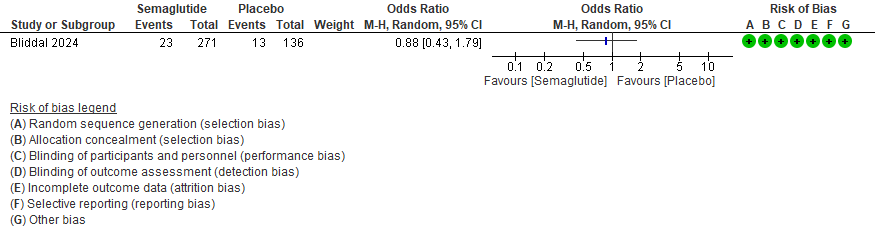 Semaglutide Placebo Odds Ratio Odds Ratio Risk of Bias
Study or Subgroup Events Total Events Total Weight M-H, Random, 95% CI M-H, Random, 95% CI A B C D E F G
Bliddal 2024 23 271 13 136 0.88 [0.43, 1.79] + + + + + + +
0.1 0.2 0.5 1 2 5 10
Favours [Semaglutide] Favours [Placebo]
Risk of bias legend
(A) Random sequence generation (selection bias)
(B) Allocation concealment (selection bias)
(C) Blinding of participants and personnel (performance bias)
(D) Blinding of outcome assessment (detection bias)
(E) Incomplete outcome data (attrition bias)
(F) Selective reporting (reporting bias)
(G) Other bias